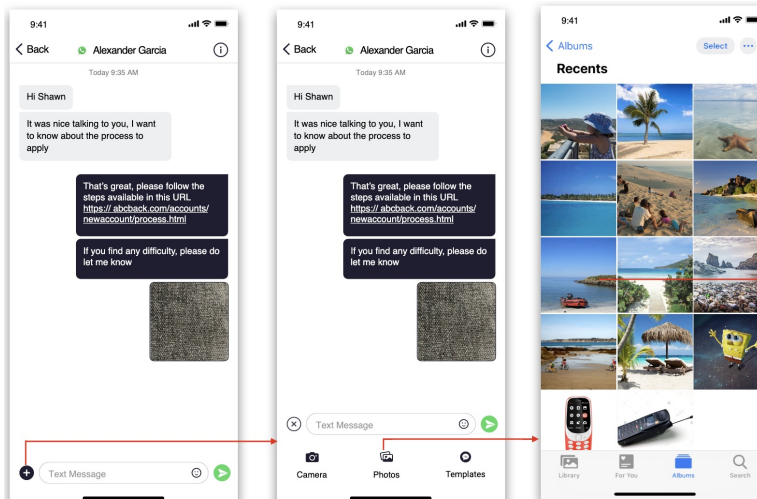 9:41
Back
Alexander Garcia
Today 9:35 AM
Hi Shawn
It was nice talking to you, I want
to know about the process to
apply
That's great, please follow the
steps available in this URL
https:// abcback.com/accounts/
newaccount/process.html
If you find any difficulty, please do
let me know
Text Message
9:41
Back
Alexander Garcia
Today 9:35 AM
Hi Shawn
It was nice talking to you, I want
to know about the process to
apply
That's great, please follow the
steps available in this URL
https:// abcback.com/accounts/
newaccount/process.html
If you find any difficulty, please do
let me know
Text Message
Camera
Photos
Templates
9:41
Albums
Select
Recents
Library
For You
Albums
Search